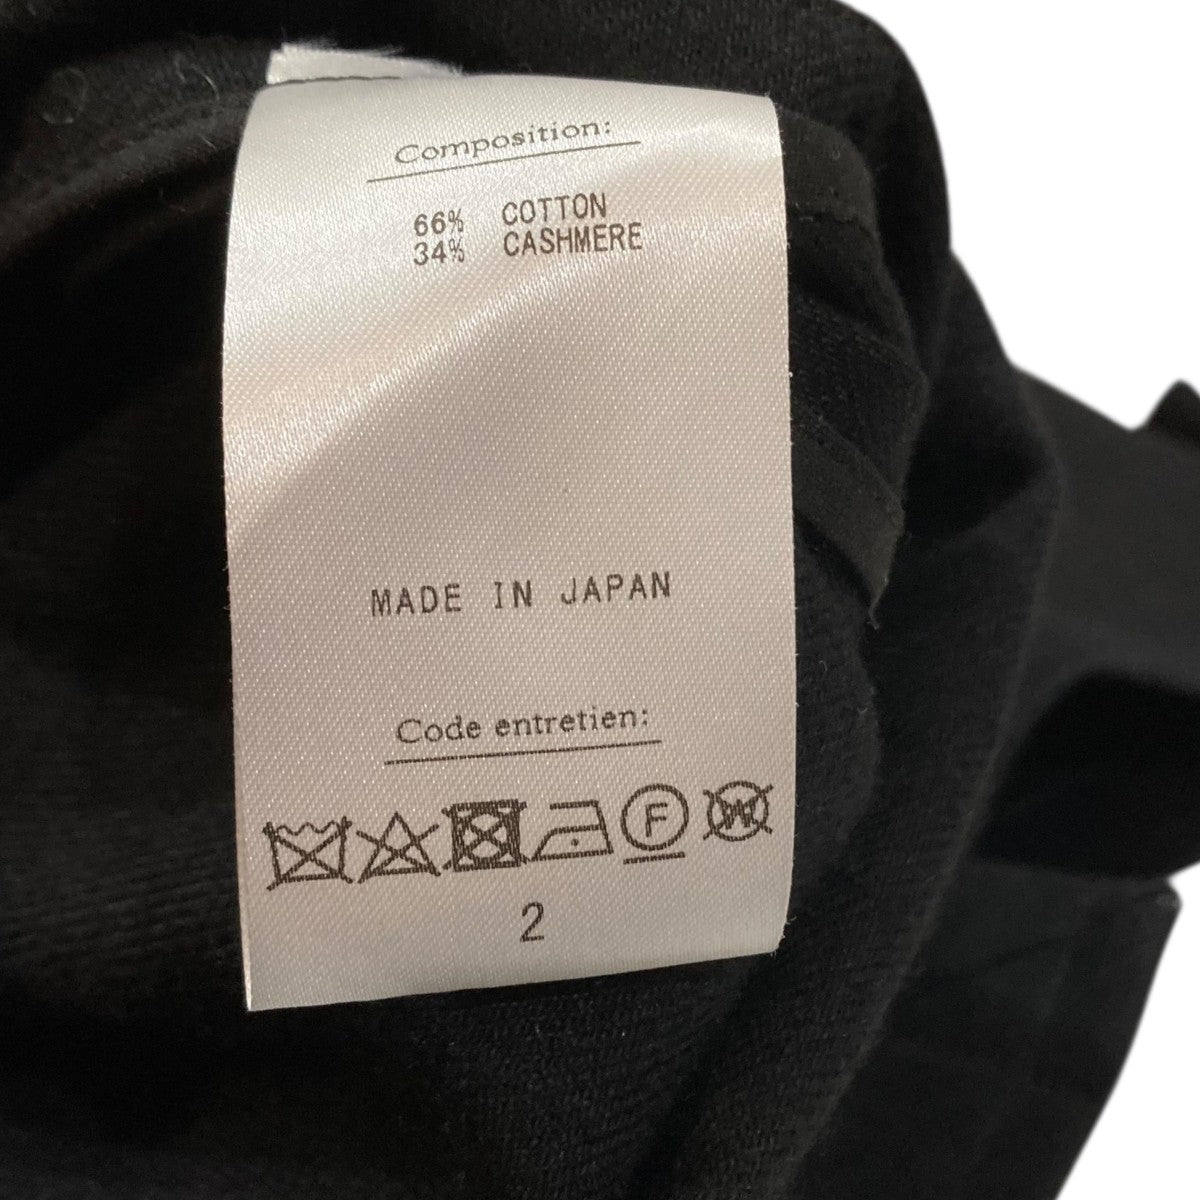 Composition:
66% COTTON
34% CASHMERE
MADE IN JAPAN
Code entretien:
F W
2